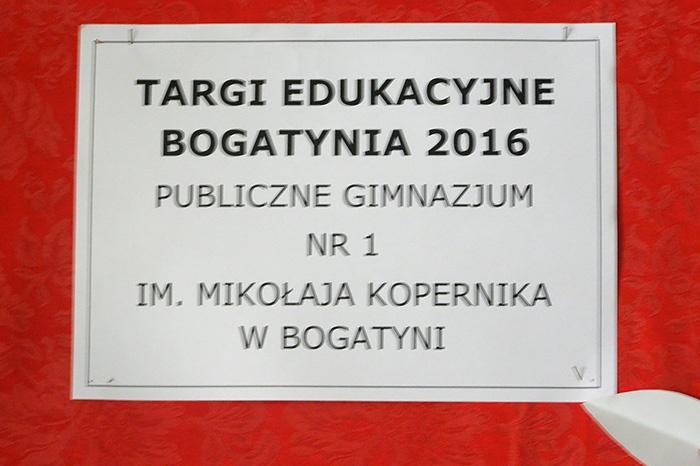 TARGI EDUKACYJNE
BOGATYNIA 2016
PUBLICZNE GIMNAZJUM
NR 1
IM. MIKOŁAJA KOPERNIKA
W BOGATYNI